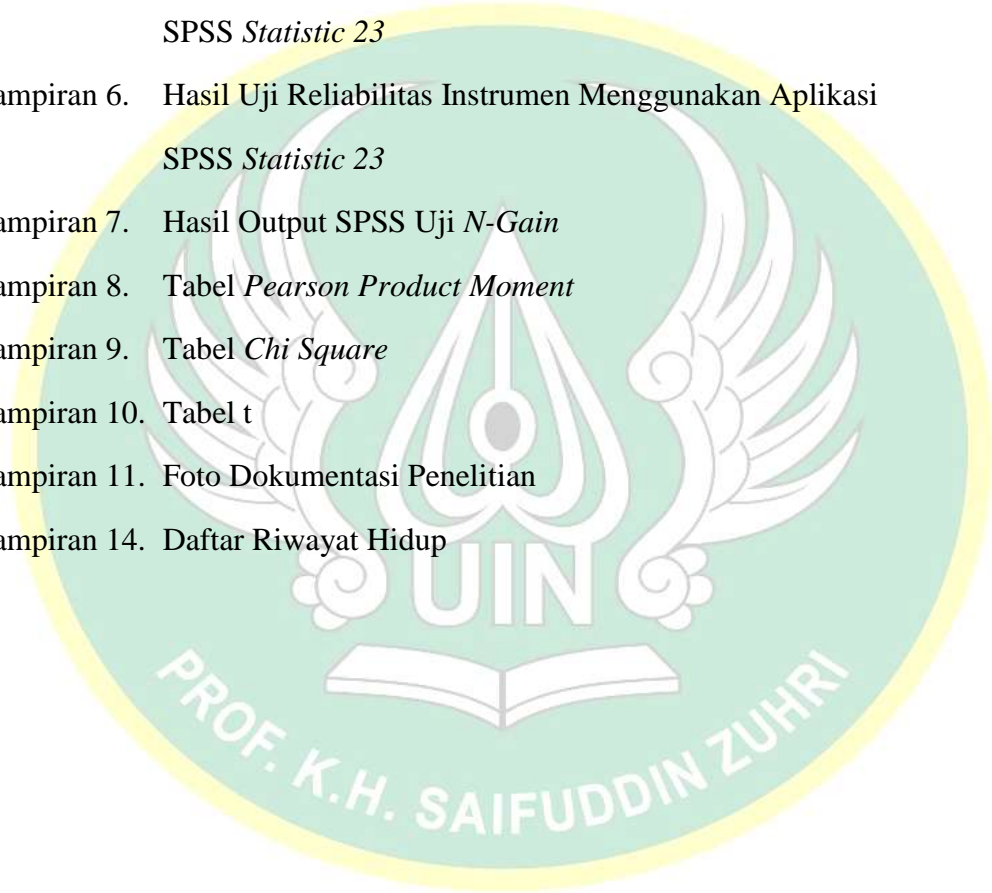 SPSS Statistic 23
ampiran 6. Hasil Uji Reliabilitas Instrumen Menggunakan Aplikasi
SPSS Statistic 23
ampiran 7. Hasil Output SPSS Uji N-Gain
ampiran 8. Tabel Pearson Product Moment
ampiran 9. Tabel Chi Square
ampiran 10. Tabel t
ampiran 11. Foto Dokumentasi Penelitian
ampiran 14. Daftar Riwayat Hidup
UIN
PROF. K.H. SAIFUDDIN ZUHRI